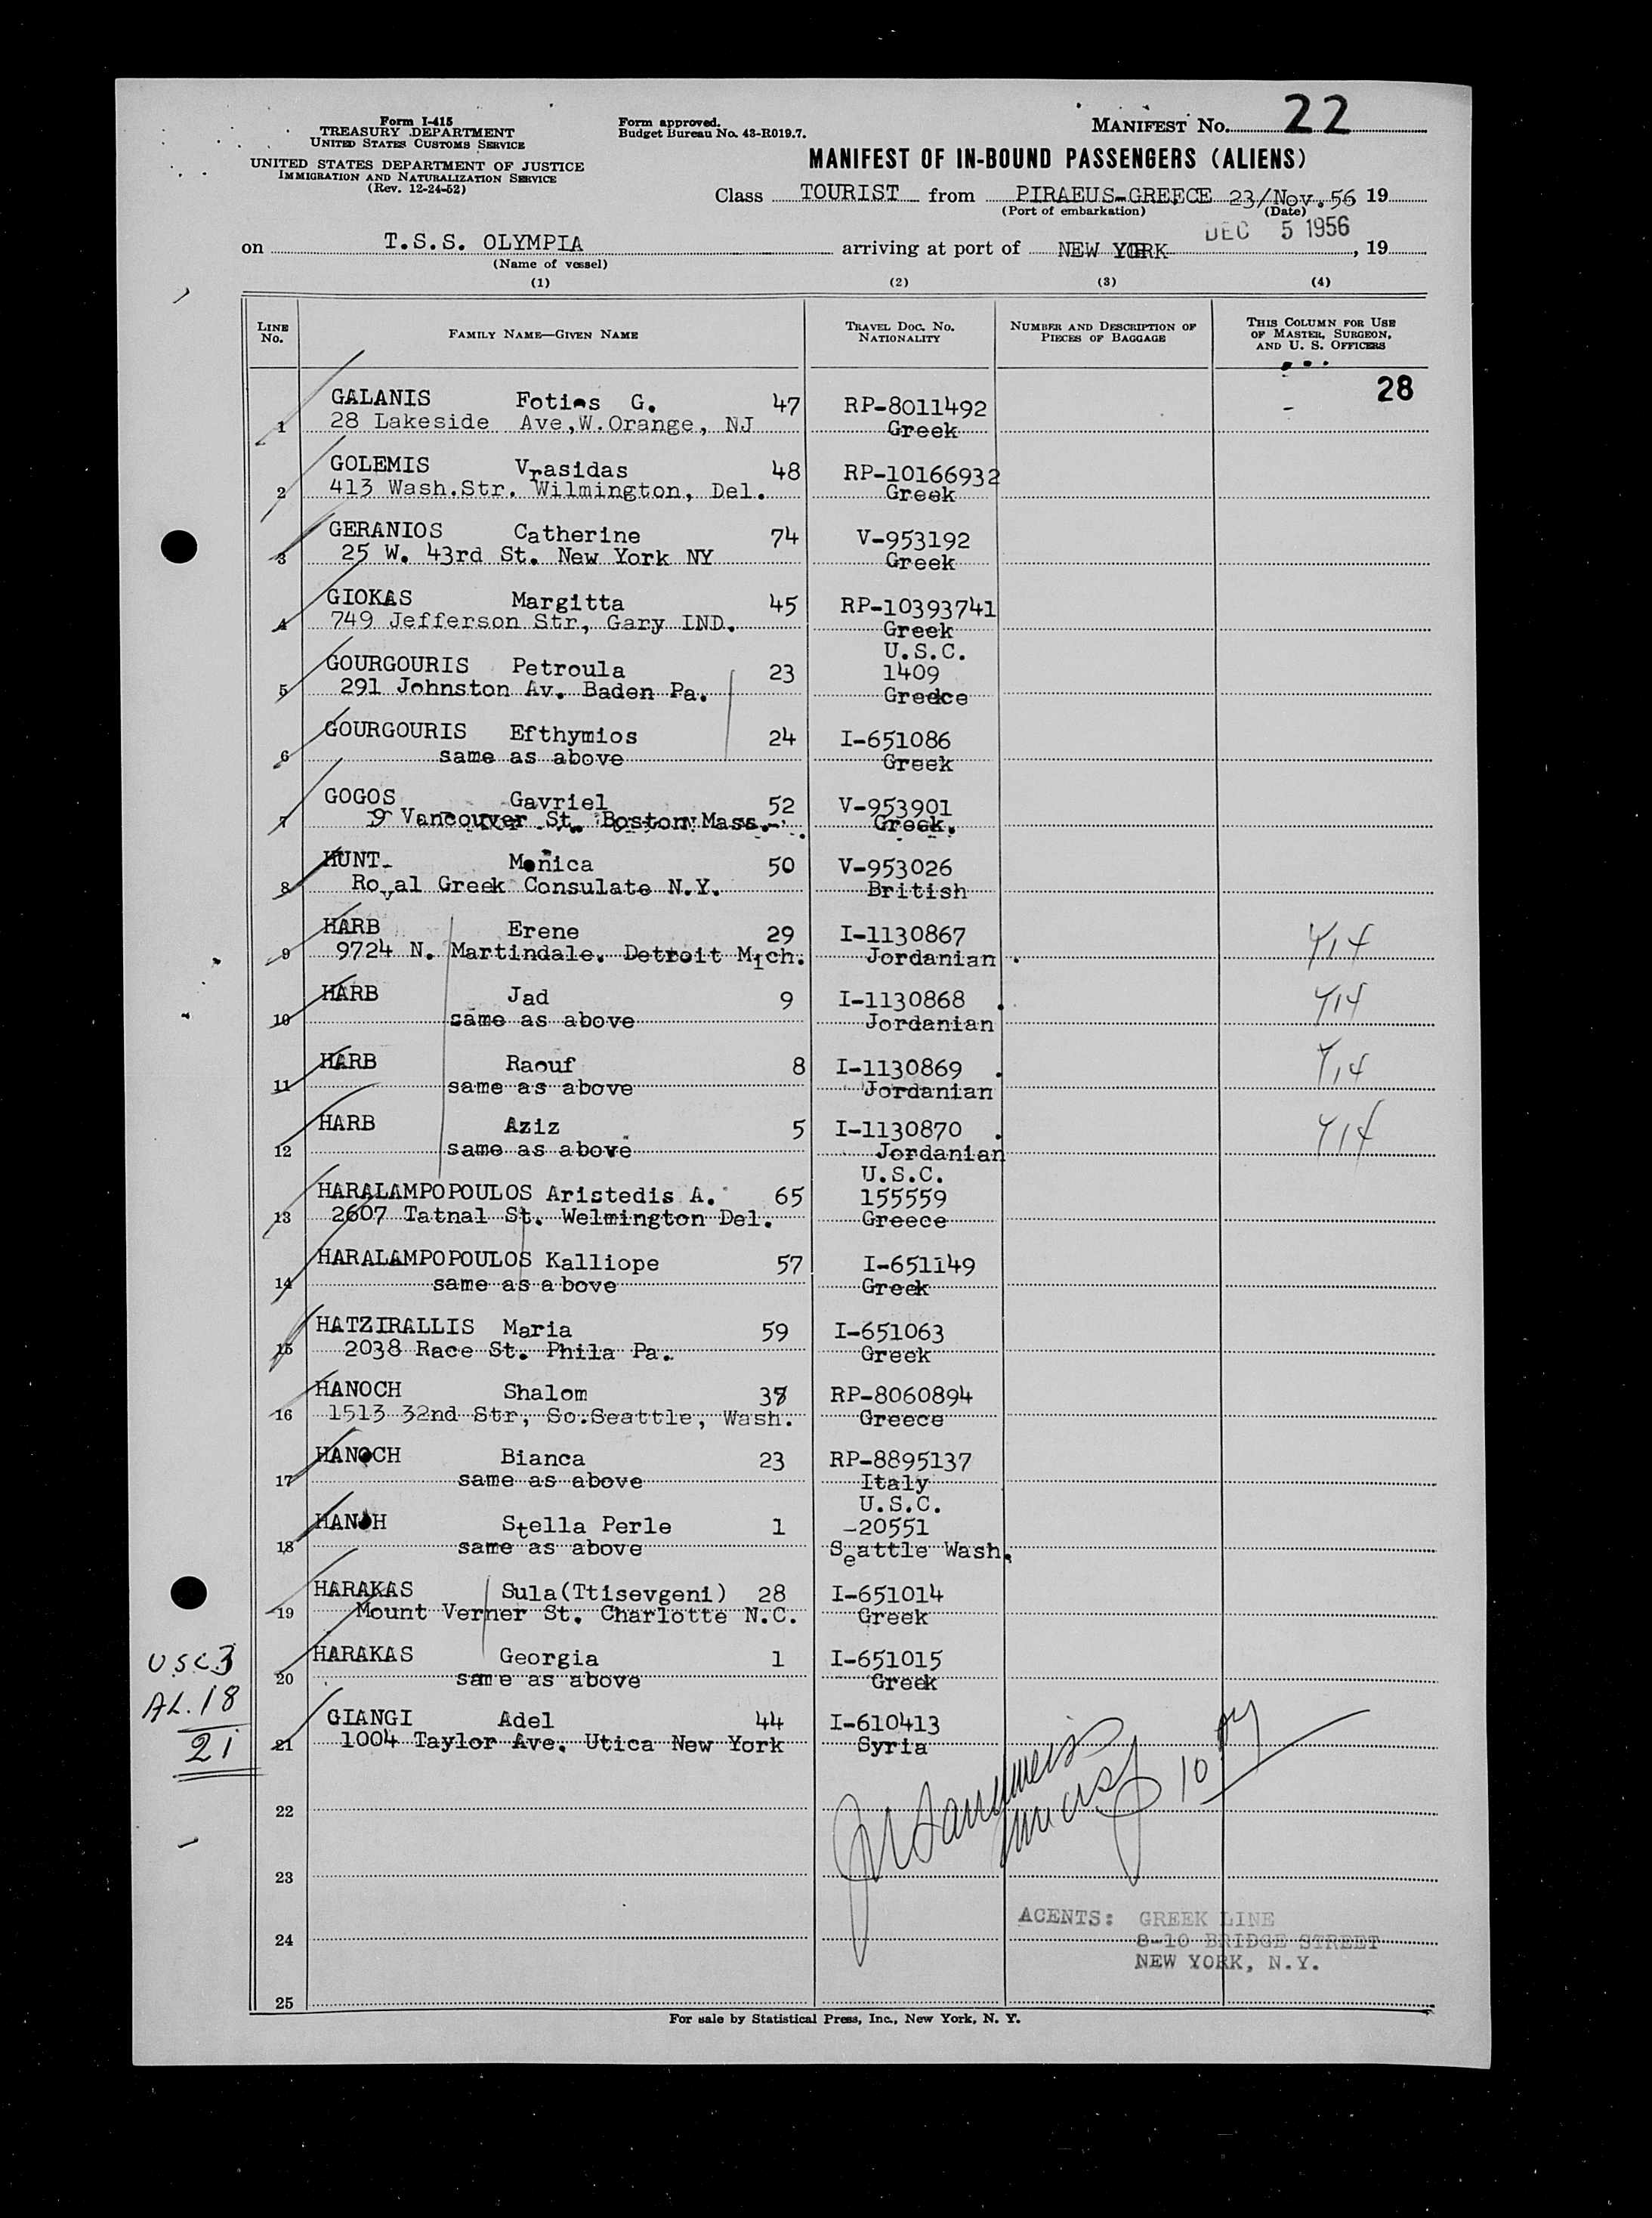 Form I-415
TREASURY DEPARTMENT
UNITED STATES CUSTOMS SERVICE
UNITED STATES DEPARTMENT OF JUSTICE
IMMIGRATION AND NATURALIZATION SERVICE
(Rev. 12-24-52)
Form approved.
Budget Bureau No. 43-R019.7.
MANIFEST NO. 22
MANIFEST OF IN-BOUND PASSENGERS (ALIENS)
Class TOURIST from PIRAEUS-GREECE 23/Nov.56, 19
(Port of embarkation) (Date)
DEC 5 1956
on T.S.S. OLYMPIA arriving at port of NEW YORK, 19
(Name of vessel)
(1) (2) (3) (4)
LINE No. FAMILY NAME—GIVEN NAME TRAVEL DOC. NO. NATIONALITY NUMBER AND DESCRIPTION OF PIECES OF BAGGAGE THIS COLUMN FOR USE OF MASTER, SURGEON, AND U. S. OFFICERS
28
GALANIS Fotios G. 47 RP-8011492
1 28 Lakeside Ave,W.Orange, NJ Greek
GOLEMIS Vrasidas 48 RP-10166932
2 413 Wash.Str. Wilmington, Del. Greek
GERANIOS Catherine 74 V-953192
3 25 W. 43rd St. New York NY Greek
GIOKAS Margitta 45 RP-10393741
4 749 Jefferson Str., Gary IND. Greek
U.S.C.
GOURGOURIS Petroula 23 1409
5 291 Johnston Av. Baden Pa. Greece
GOURGOURIS Efthymios 24 I-651086
6 same as above Greek
GOGOS Gavriel 52 V-953901
7 9 Vancouver St. Boston Mass. Greek.
HUNT Monica 50 V-953026
8 Royal Greek Consulate N.Y. British
HARB Erene 29 I-1130867
9 9724 N. Martindale. Detroit Mich. Jordanian
HARB Jad 9 I-1130868
10 same as above Jordanian
HARB Raouf 8 I-1130869
11 same as above Jordanian
HARB Aziz 5 I-1130870
12 same as above Jordanian
U.S.C.
HARALAMPOPOULOS Aristedis A. 65 155559
13 2607 Tatnal St. Welmington Del. Greece
HARALAMPOPOULOS Kalliope 57 I-651149
14 same as above Greek
HATZIRALLIS Maria 59 I-651063
15 2038 Race St. Phila Pa. Greek
HANOCH Shalom RP-8060894
16 1513 32nd Str, So.Seattle, Wash. Greece
HANOCH Bianca 23 RP-8895137
17 same as above Italy
U.S.C.
HANOH Stella Perle 1 -20551
18 same as above Seattle Wash.
HARAKAS Sula(Ttisevgeni) 28 I-651014
19 Mount Verner St. Charlotte N.C. Greek
HARAKAS Georgia 1 I-651015
20 same as above Greek
USC.3
AL.18
21
GIANGI Adel 44 I-610413
21 1004 Taylor Ave. Utica New York Syria
22
23
24
25
AGENTS: GREEK LINE
8-10 BRIDGE STREET
NEW YORK, N.Y.
For sale by Statistical Press, Inc., New York, N. Y.